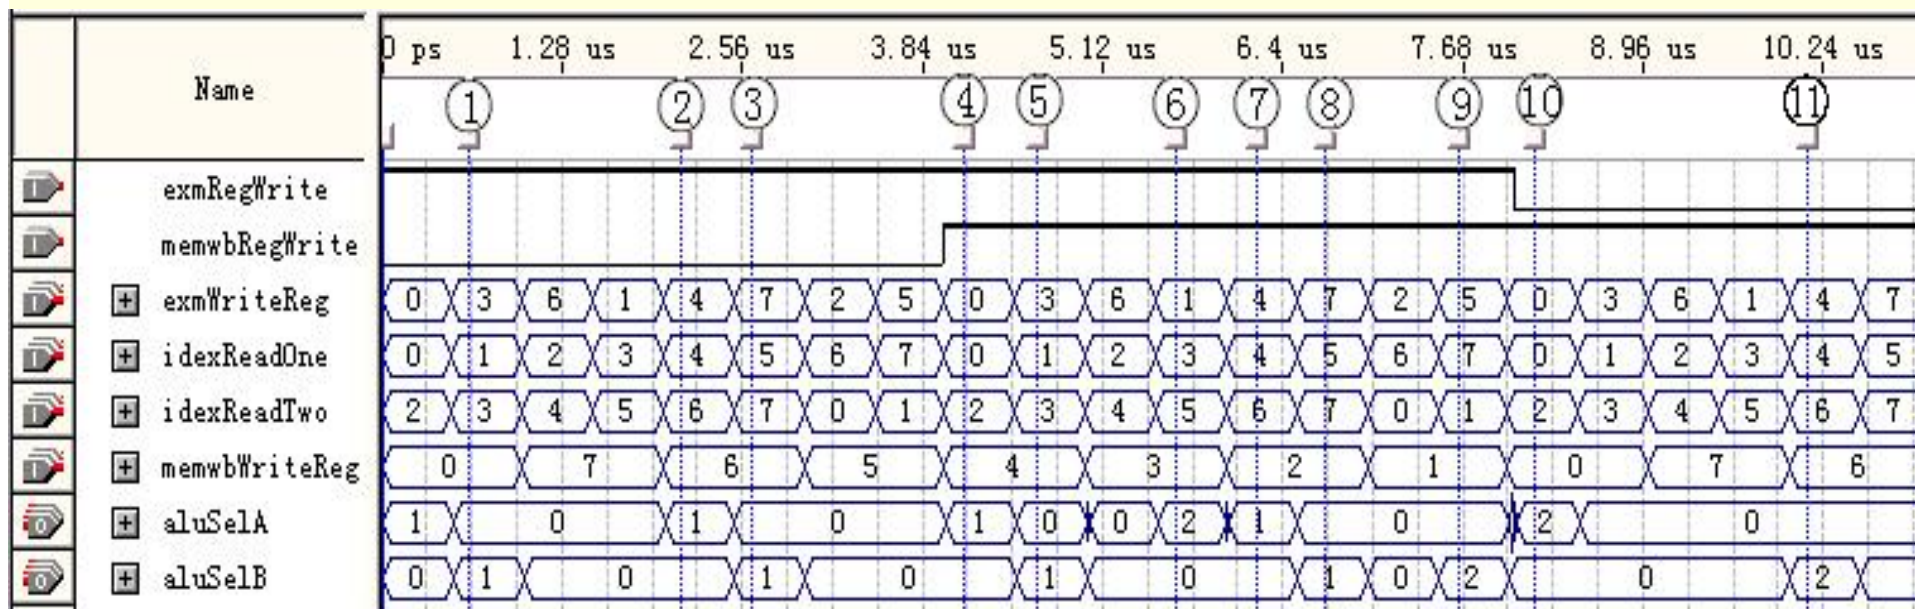 0 ps 1.28 us 2.56 us 3.84 us 5.12 us 6.4 us 7.68 us 8.96 us 10.24 us
Name
① ② ③ ④ ⑤ ⑥ ⑦ ⑧ ⑨ ⑩ ⑪
exmRegWrite
memwbRegWrite
exmWriteReg 0 3 6 1 4 7 2 5 0 3 6 1 4 7 2 5 0 3 6 1 4 7
idexReadOne 0 1 2 3 4 5 6 7 0 1 2 3 4 5 6 7 0 1 2 3 4 5
idexReadTwo 2 3 4 5 6 7 0 1 2 3 4 5 6 7 0 1 2 3 4 5 6 7
memwbWriteReg 0 7 6 5 4 3 2 1 0 7 6
aluSelA 1 0 1 0 1 0 0 2 1 0 2 0
aluSelB 0 1 0 1 0 1 0 1 0 2 0 2